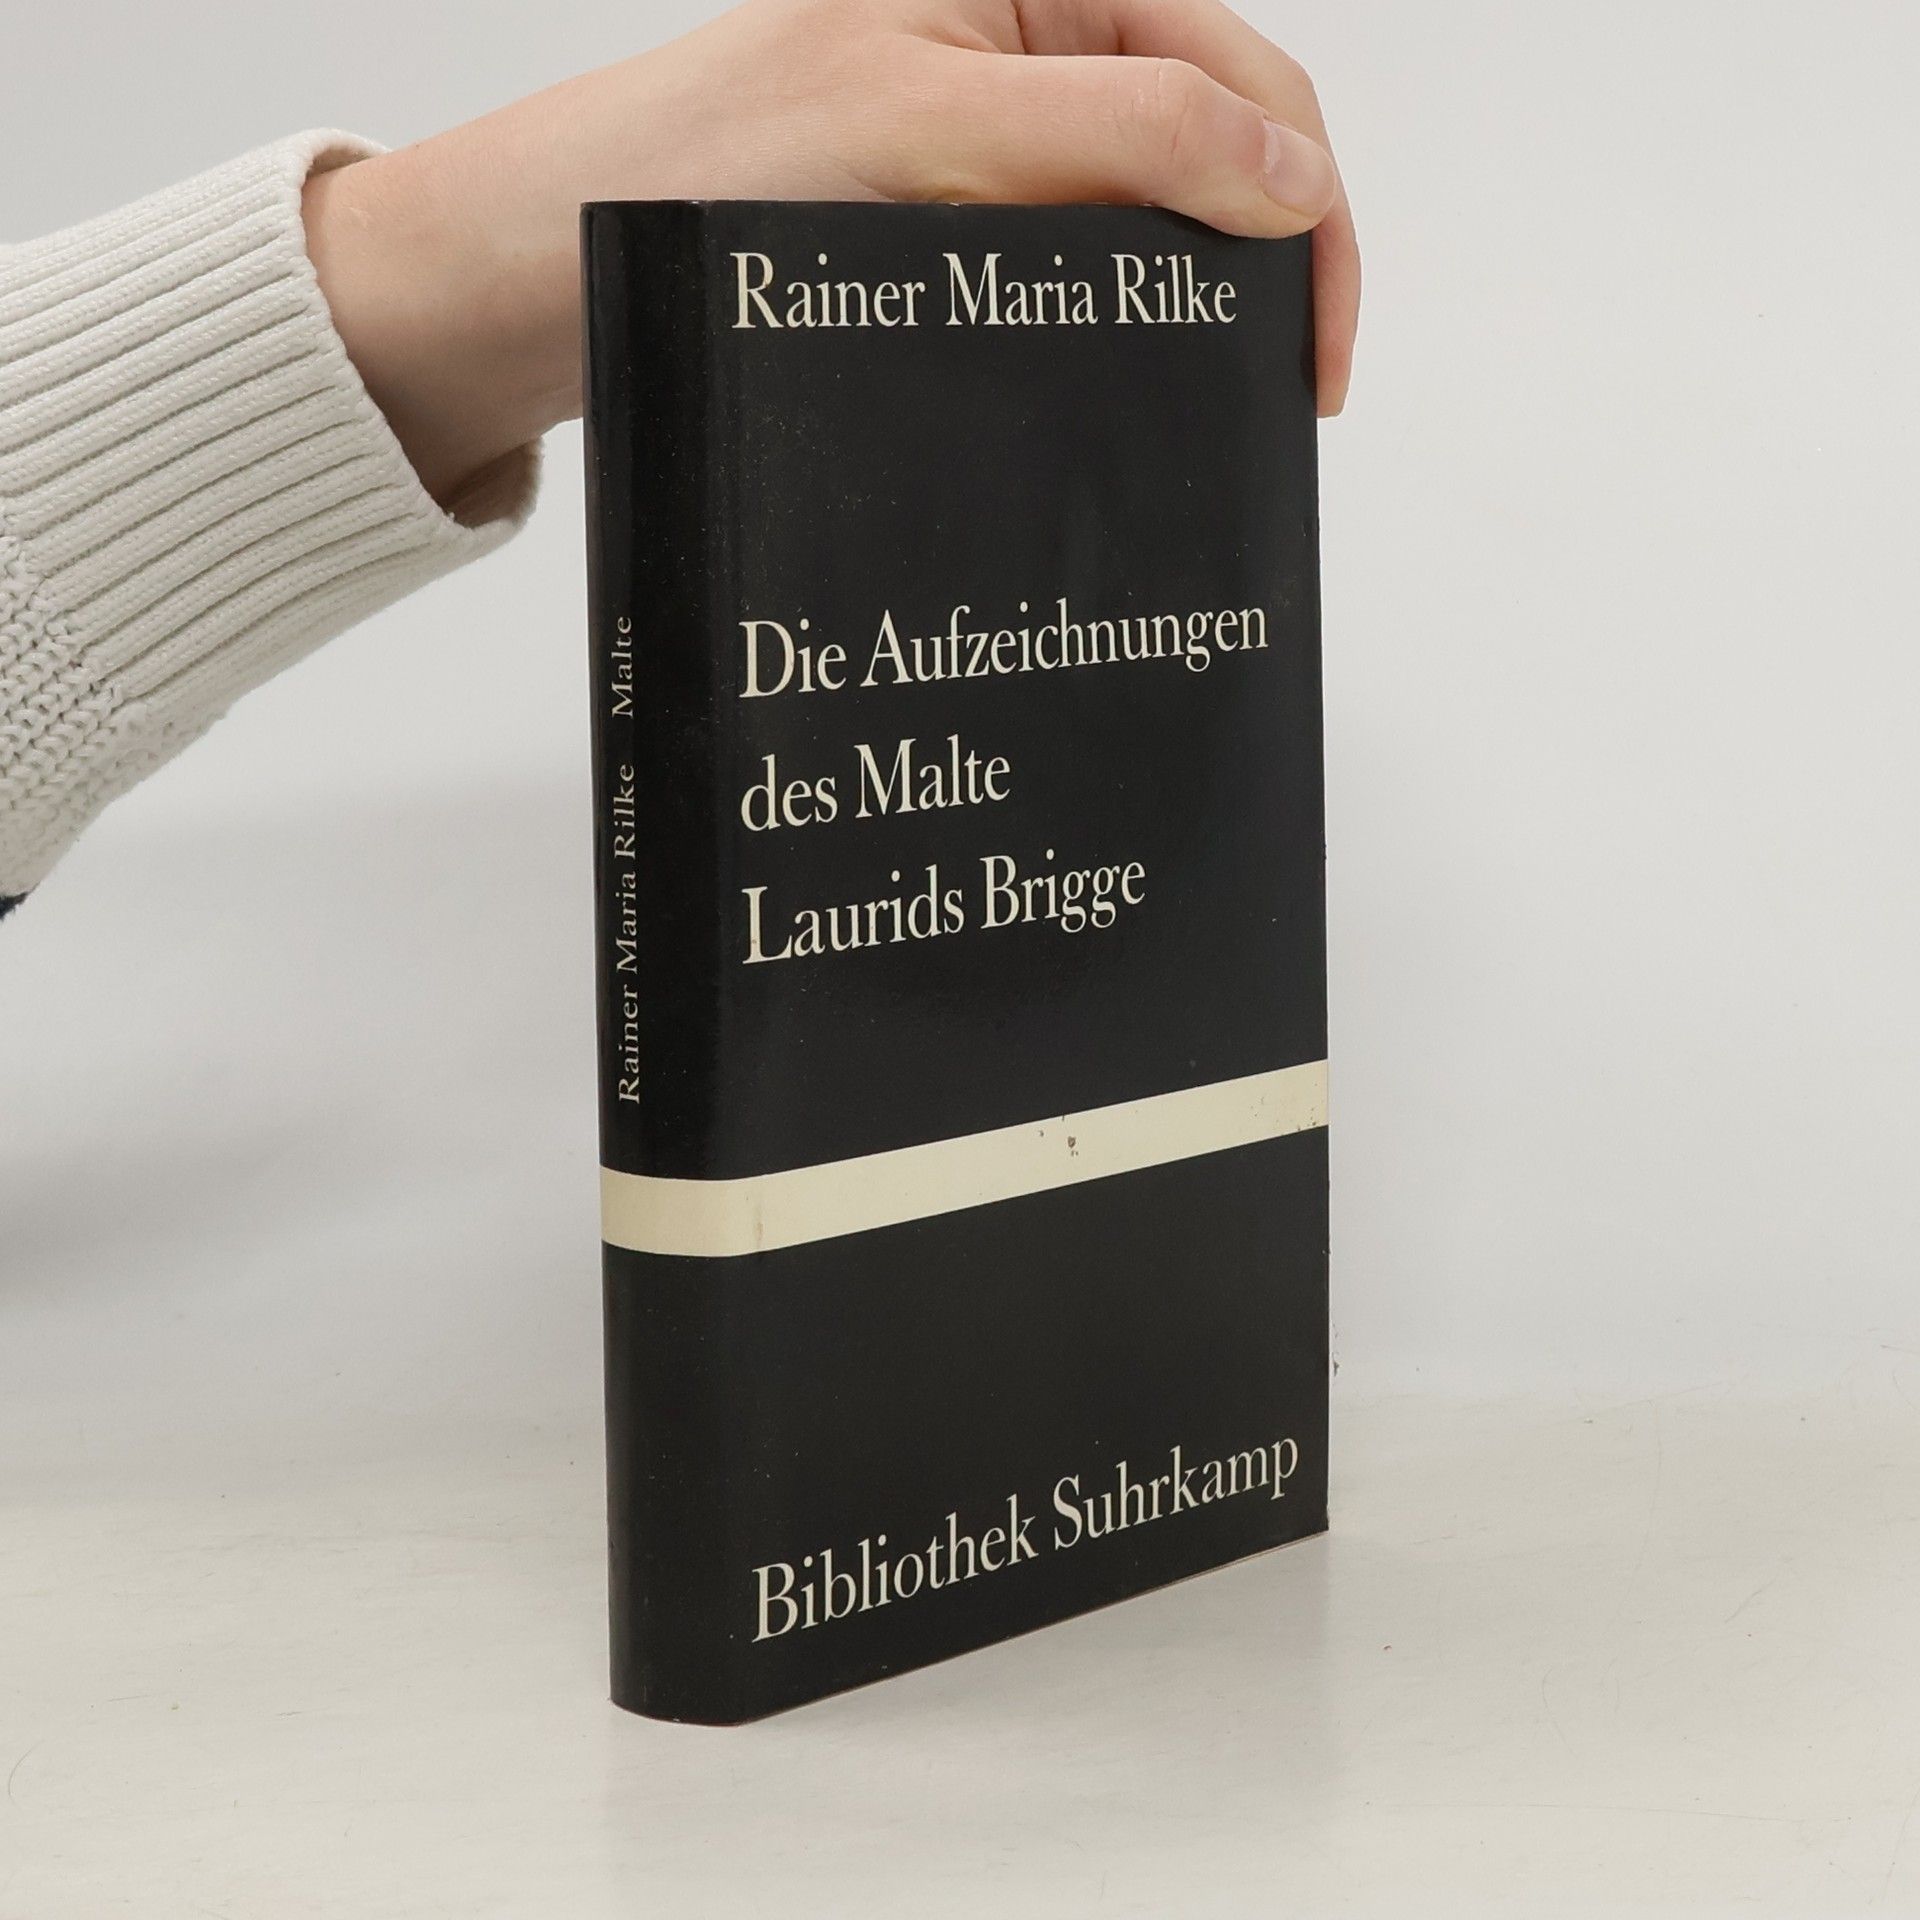 Rainer Maria Rilke
Die Aufzeichnungen
des Malte
Laurids Brigge
Bibliothek Suhrkamp
Rainer Maria Rilke Malte